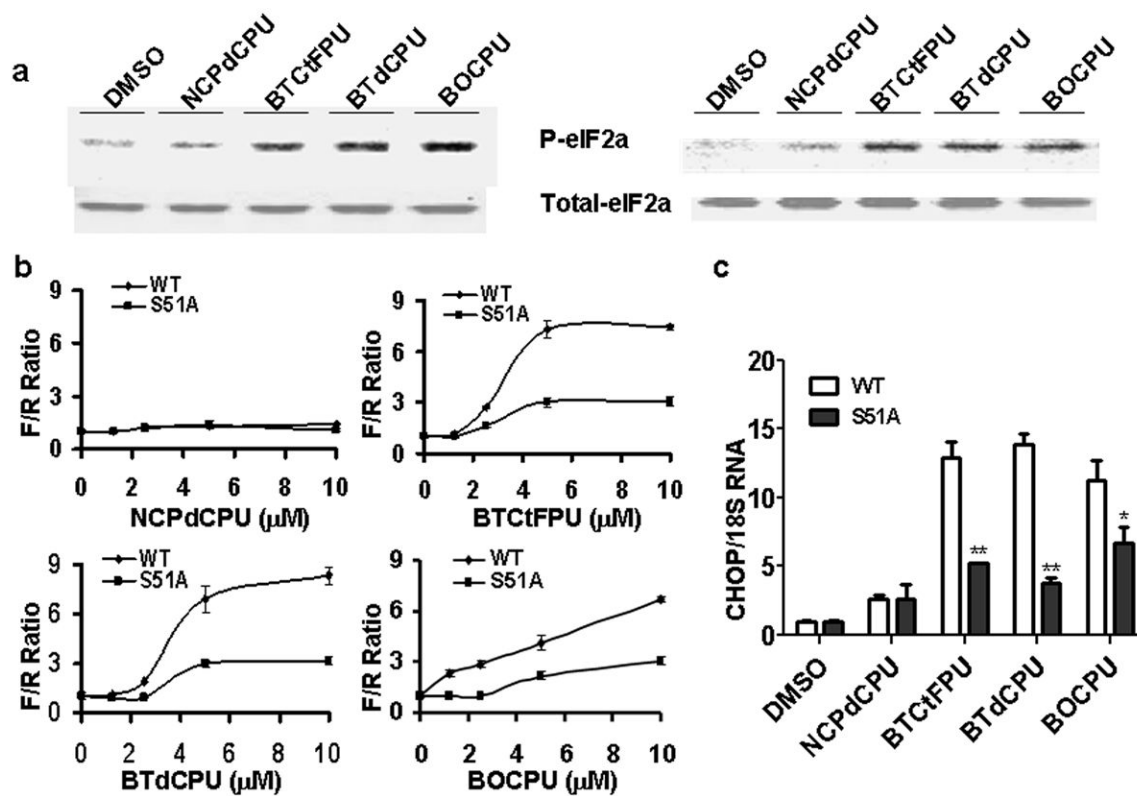 a
DMSO
NCPdCPU
BTCtFPU
BTdCPU
BOCPU
DMSO
NCPdCPU
BTCtFPU
BTdCPU
BOCPU
P-eIF2a
Total-eIF2a
b
WT
S51A
F/R Ratio
9
6
3
0
0 2 4 6 8 10
NCPdCPU (µM)
WT
S51A
F/R Ratio
9
6
3
0
0 2 4 6 8 10
BTCtFPU (µM)
WT
S51A
F/R Ratio
9
6
3
0
0 2 4 6 8 10
BTdCPU (µM)
WT
S51A
F/R Ratio
9
6
3
0
0 2 4 6 8 10
BOCPU (µM)
c
WT
S51A
CHOP/18S RNA
20
15
10
5
0
**
**
*
DMSO
NCPdCPU
BTCtFPU
BTdCPU
BOCPU